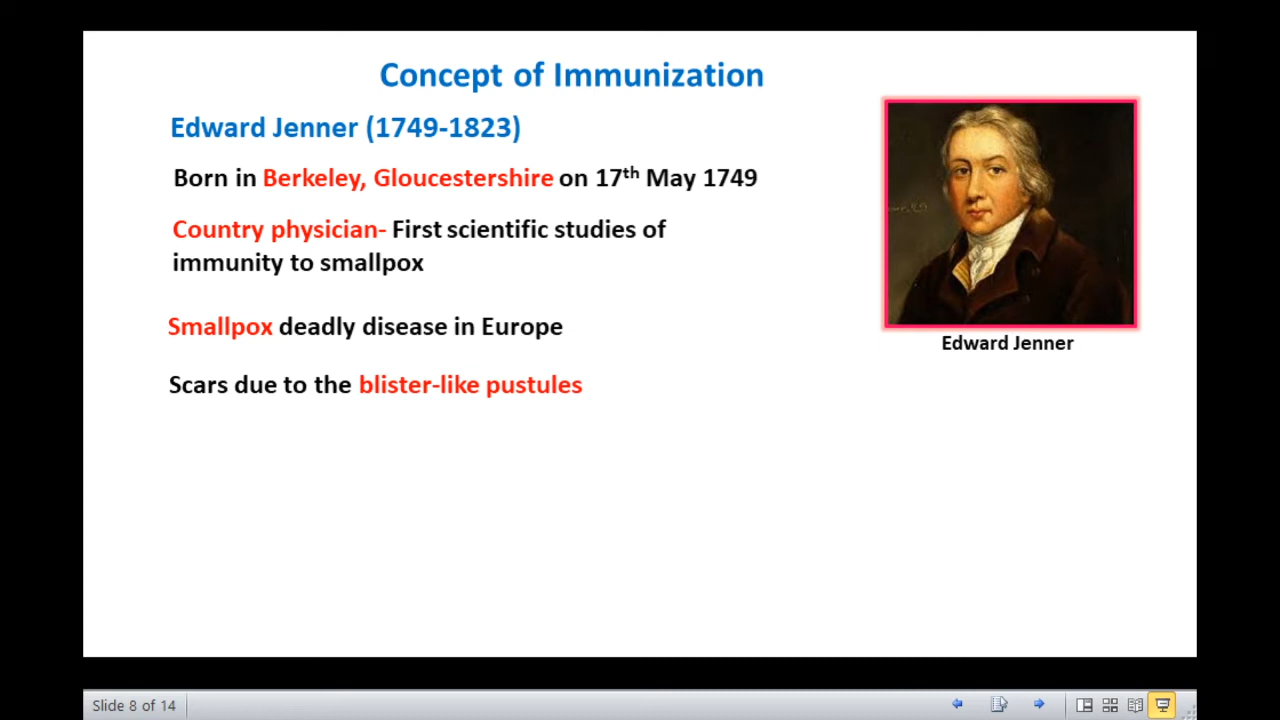 Concept of Immunization
Edward Jenner (1749-1823)
Born in Berkeley, Gloucestershire on 17th May 1749
Country physician- First scientific studies of
immunity to smallpox
Smallpox deadly disease in Europe
Scars due to the blister-like pustules
Edward Jenner
Slide 8 of 14